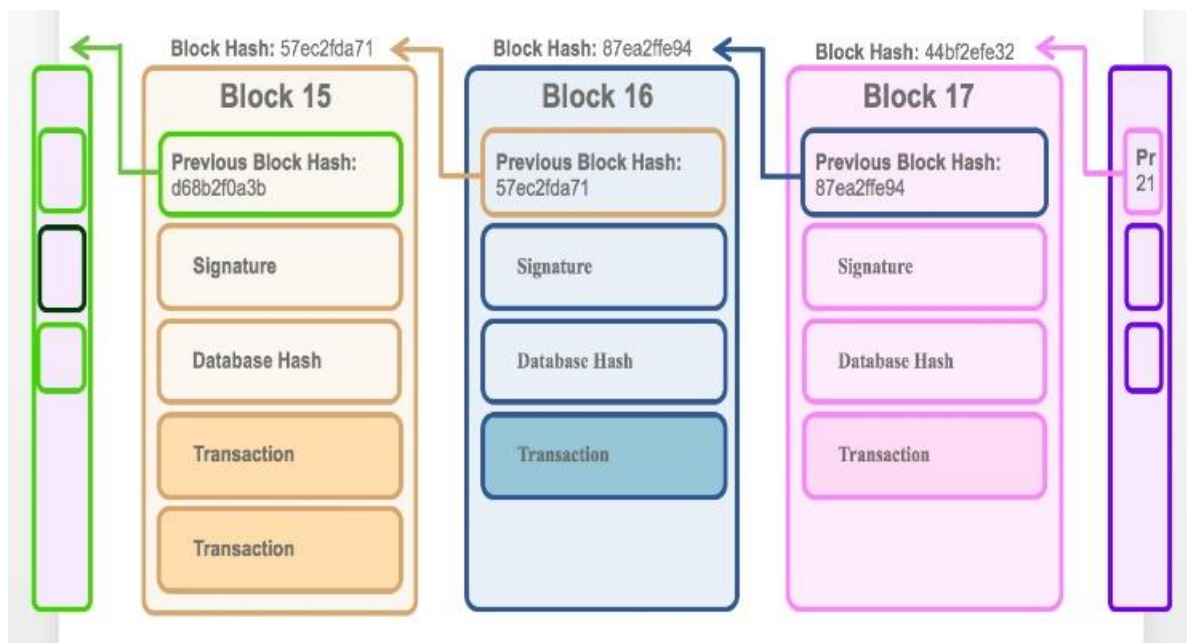 Block Hash: 57ec2fda71
Block Hash: 87ea2ffe94
Block Hash: 44bf2efe32
Block 15
Previous Block Hash:
d68b2f0a3b
Signature
Database Hash
Transaction
Transaction
Block 16
Previous Block Hash:
57ec2fda71
Signature
Database Hash
Transaction
Block 17
Previous Block Hash:
87ea2ffe94
Signature
Database Hash
Transaction
Pr
21